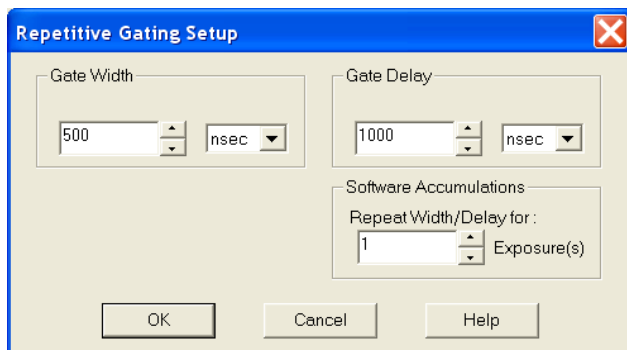 Repetitive Gating Setup
Gate Width
500
nsec
Gate Delay
1000
nsec
Software Accumulations
Repeat Width/Delay for :
1
Exposure(s)
OK
Cancel
Help